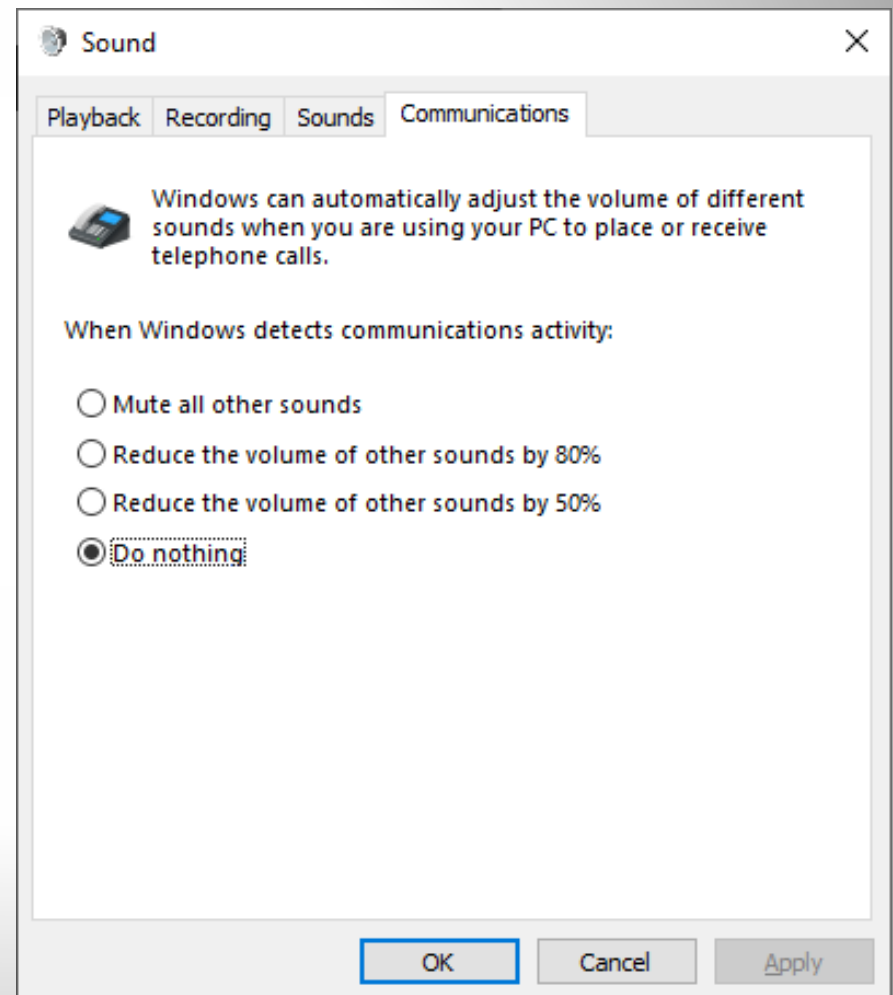 Sound
Playback Recording Sounds Communications
Windows can automatically adjust the volume of different
sounds when you are using your PC to place or receive
telephone calls.
When Windows detects communications activity:
Mute all other sounds
Reduce the volume of other sounds by 80%
Reduce the volume of other sounds by 50%
Do nothing
OK Cancel Apply